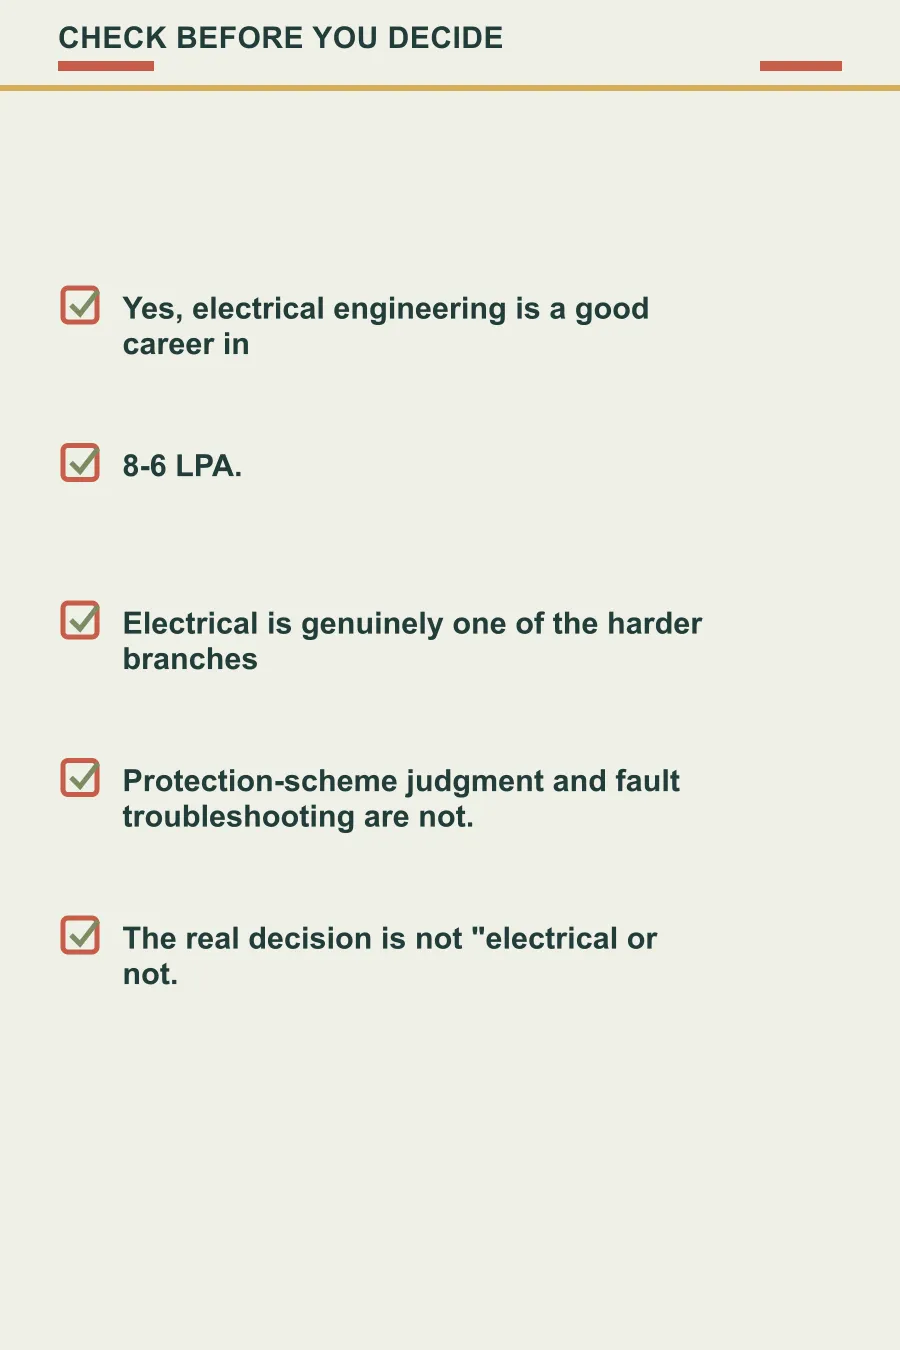 CHECK BEFORE YOU DECIDE
Yes, electrical engineering is a good
career in
8-6 LPA.
Electrical is genuinely one of the harder
branches
Protection-scheme judgment and fault
troubleshooting are not.
The real decision is not "electrical or
not.